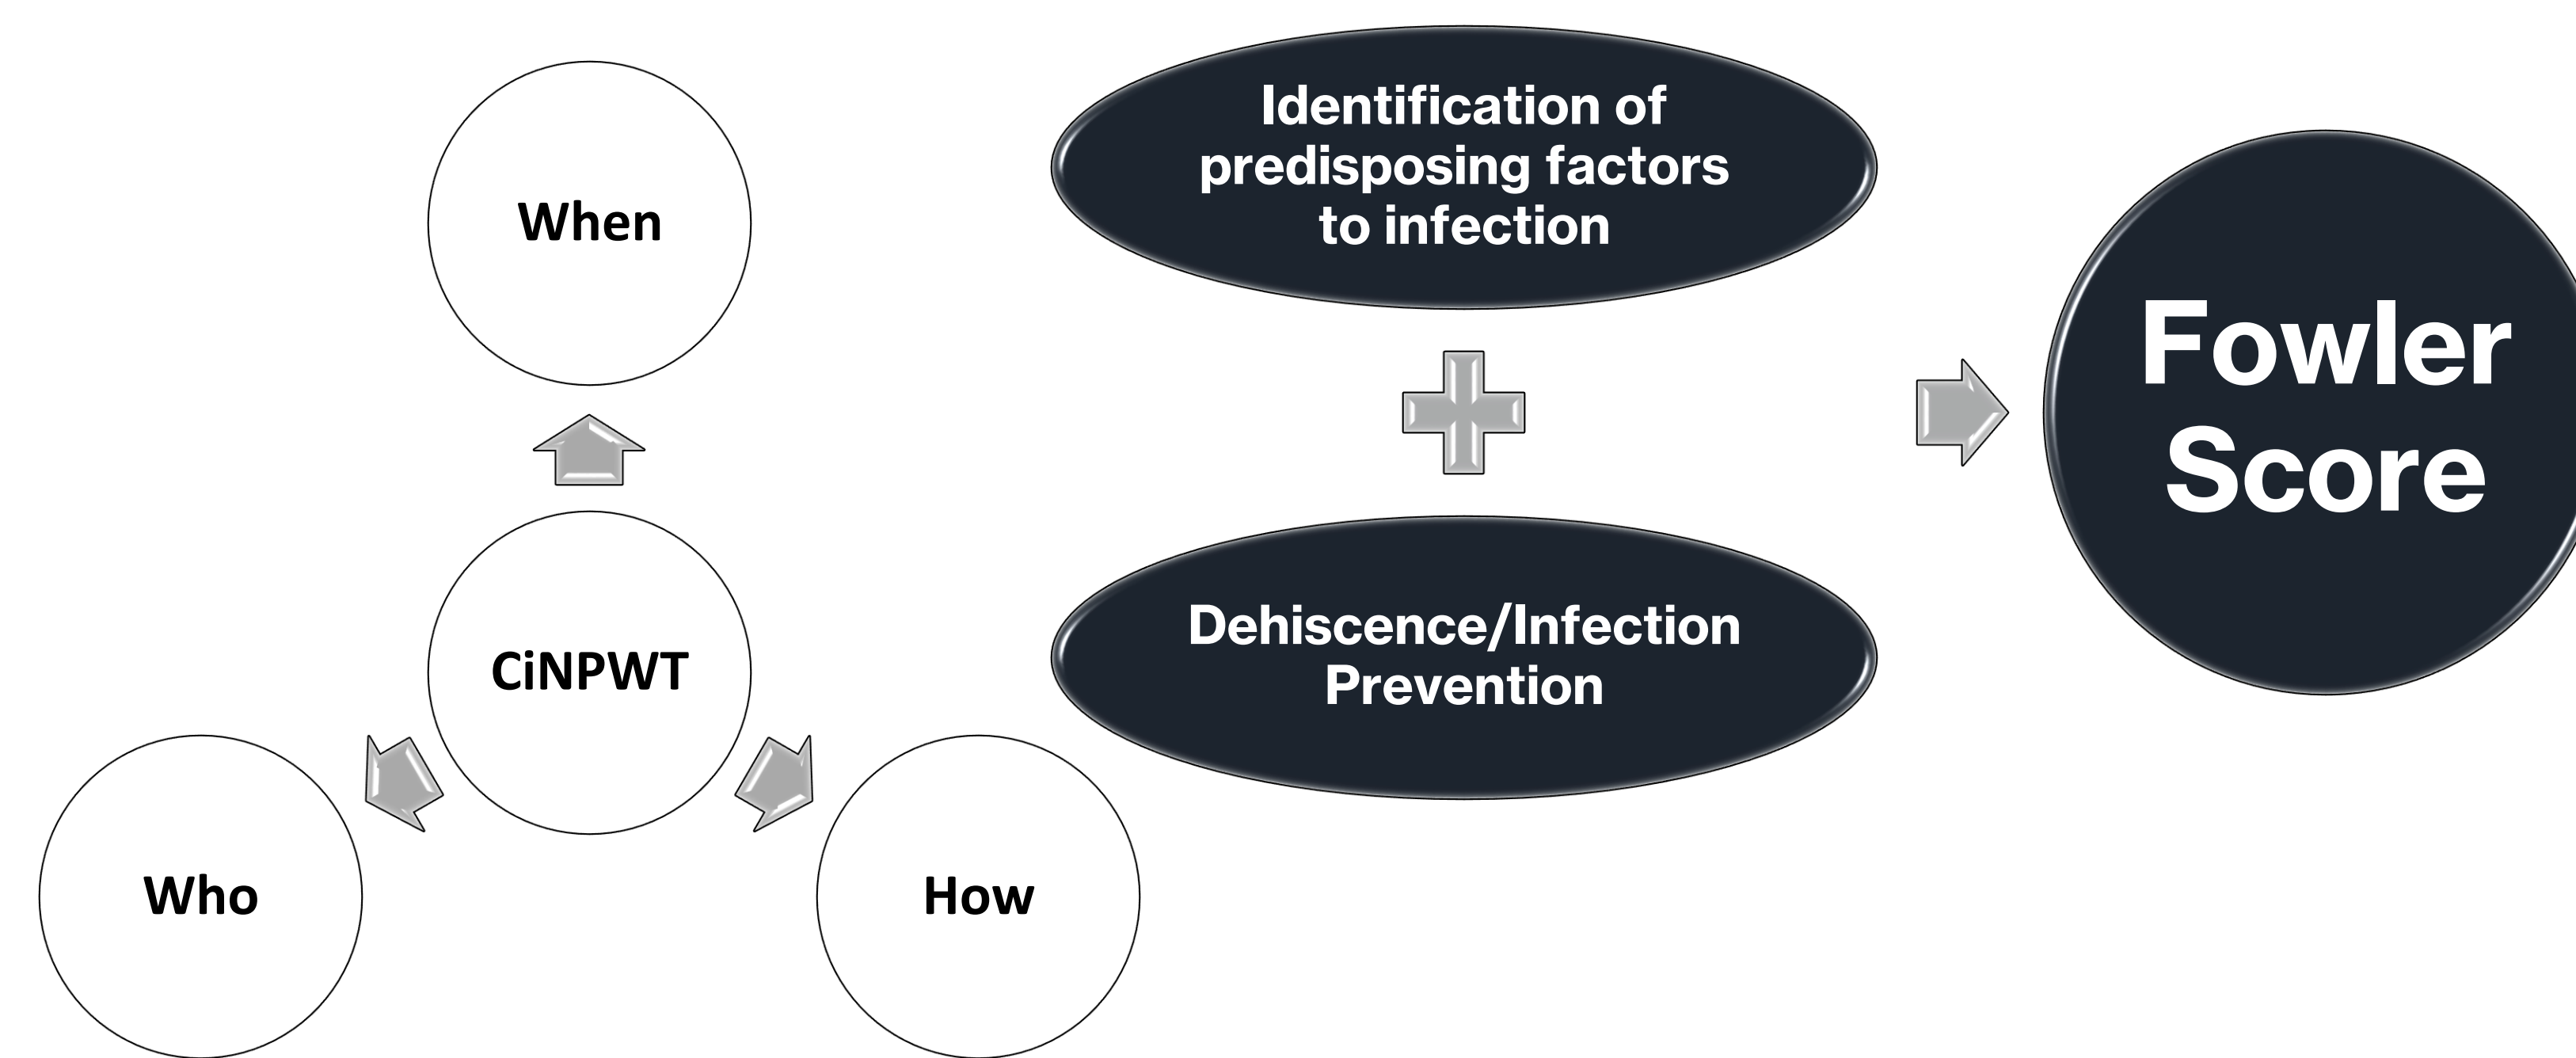 When
CiNPWT
Who
How
Identification of
predisposing factors
to infection
Dehiscence/Infection
Prevention
Fowler
Score